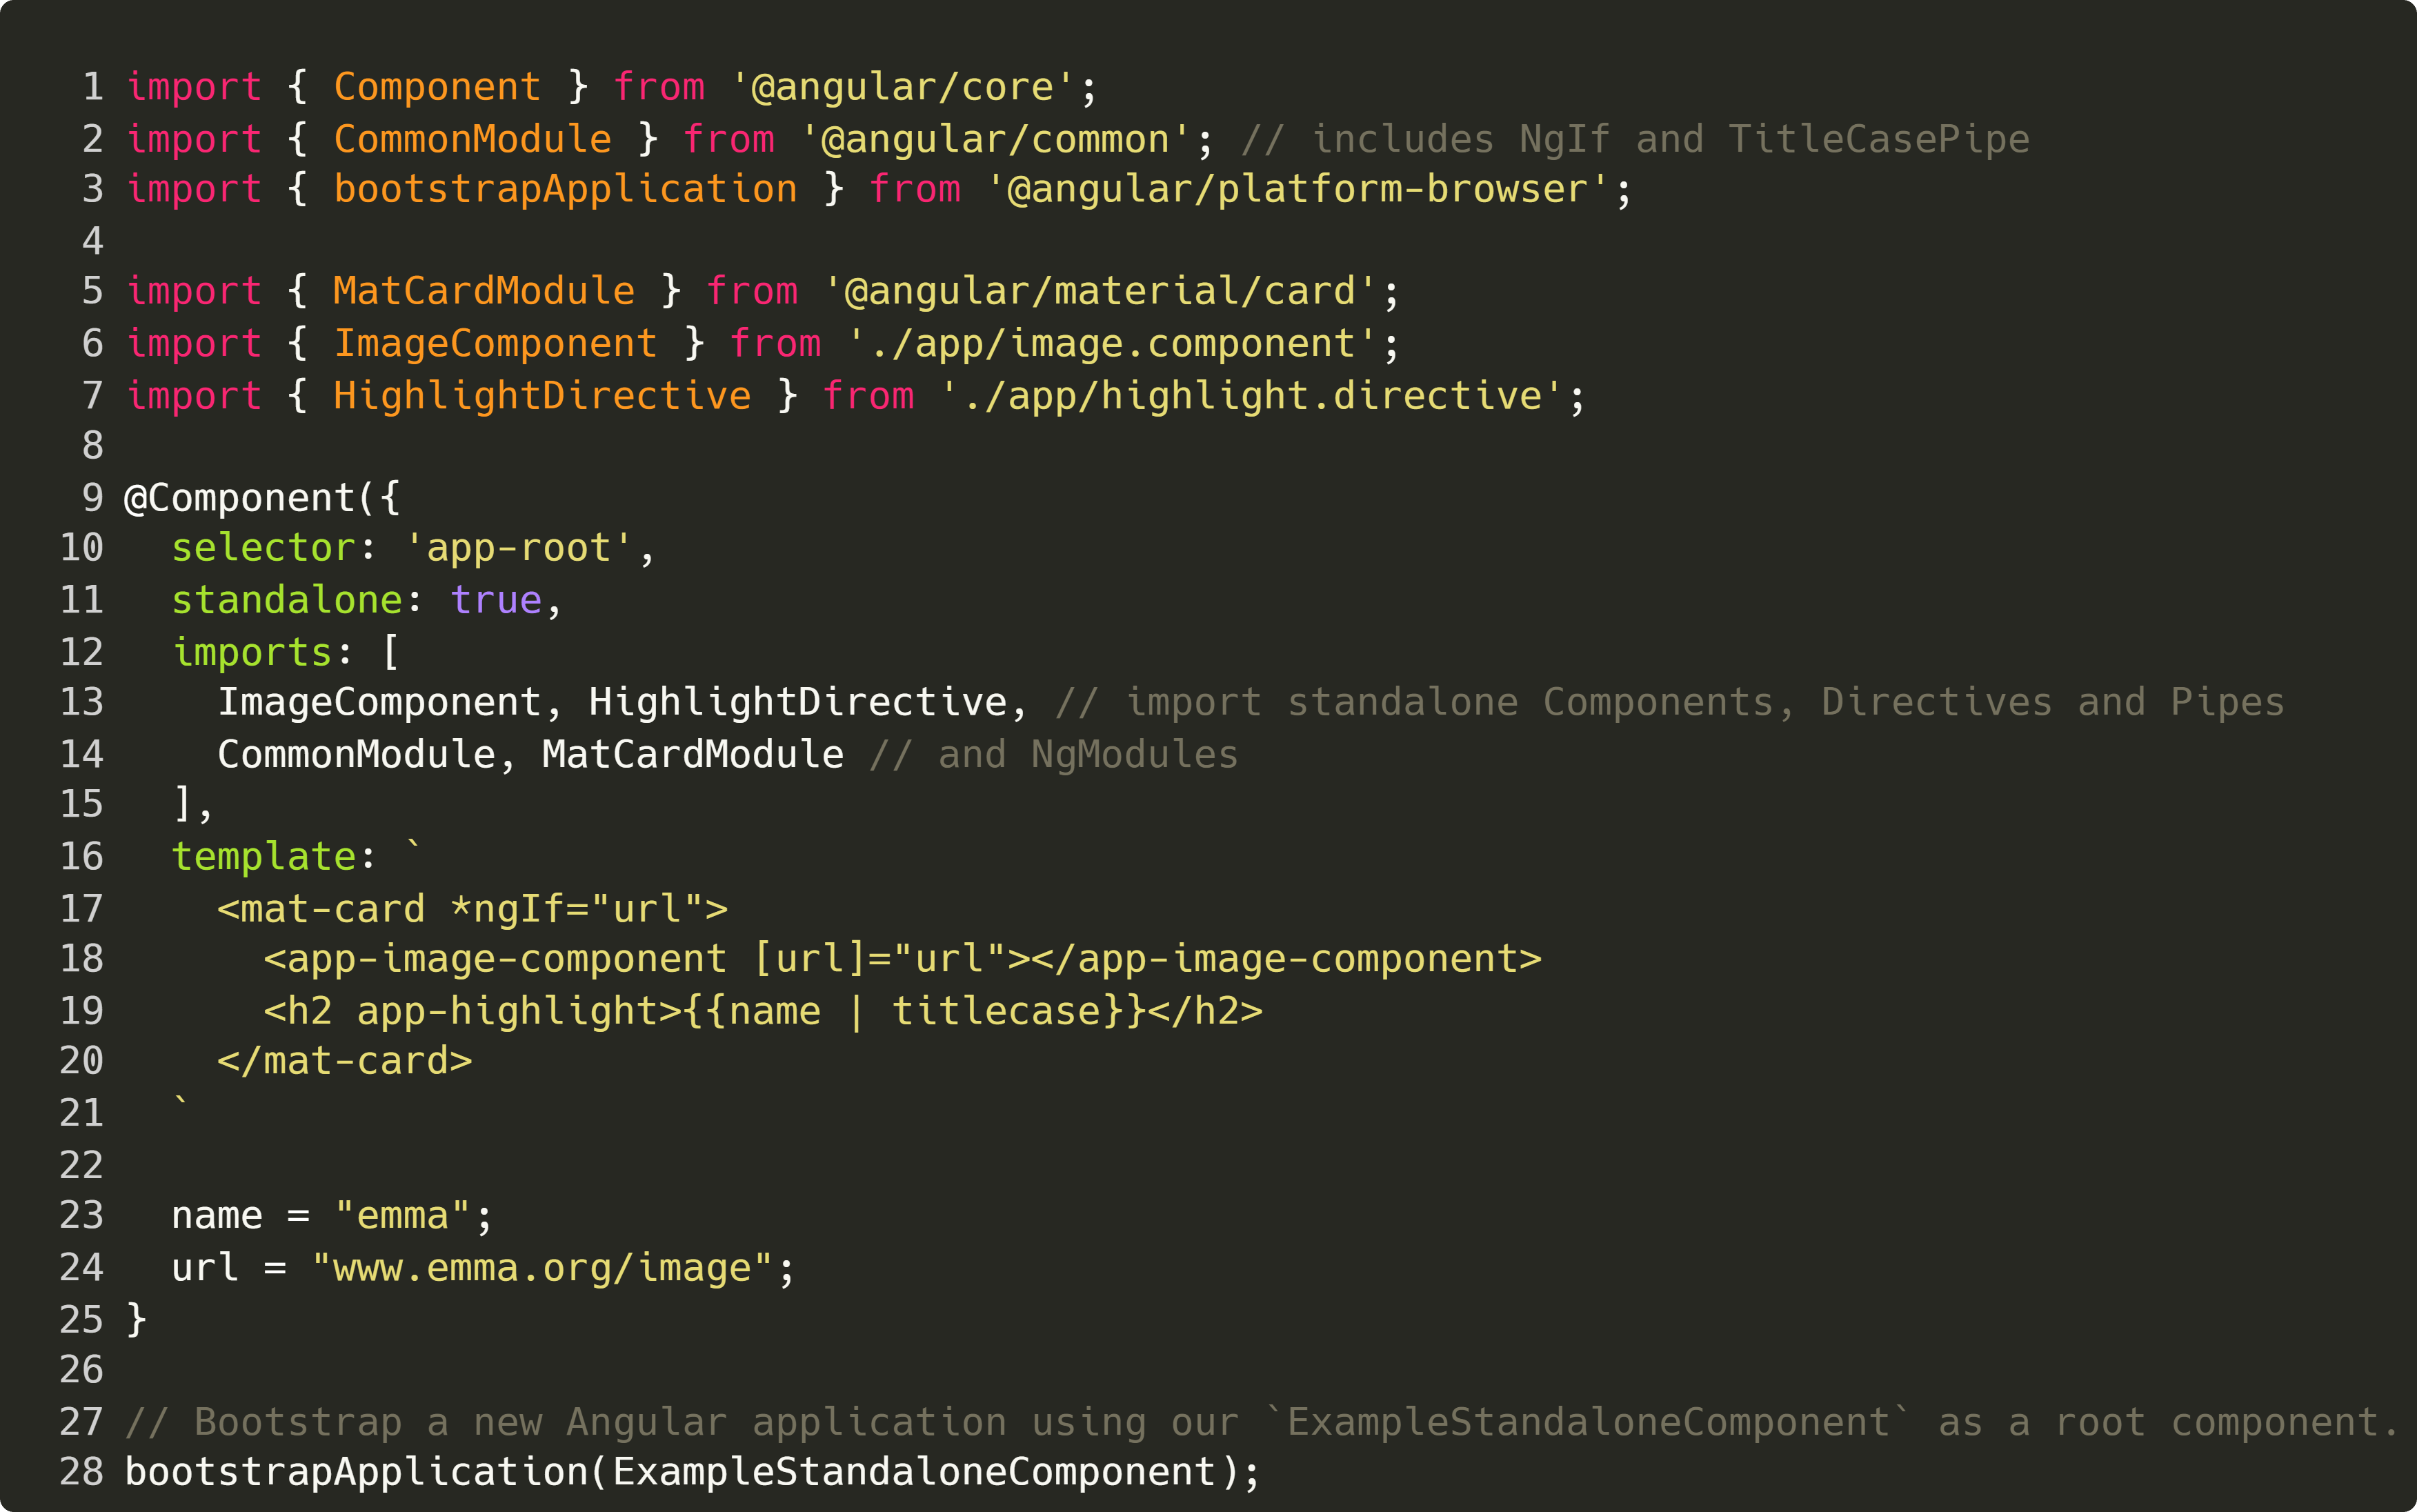 1 import { Component } from '@angular/core';
2 import { CommonModule } from '@angular/common'; // includes NgIf and TitleCasePipe
3 import { bootstrapApplication } from '@angular/platform-browser';
4
5 import { MatCardModule } from '@angular/material/card';
6 import { ImageComponent } from './app/image.component';
7 import { HighlightDirective } from './app/highlight.directive';
8
9 @Component({
10   selector: 'app-root',
11   standalone: true,
12   imports: [
13     ImageComponent, HighlightDirective, // import standalone Components, Directives and Pipes
14     CommonModule, MatCardModule // and NgModules
15   ],
16   template: `
17     <mat-card *ngIf="url">
18       <app-image-component [url]="url"></app-image-component>
19       <h2 app-highlight>{{name | titlecase}}</h2>
20     </mat-card>
21   `
22
23   name = "emma";
24   url = "www.emma.org/image";
25 }
26
27 // Bootstrap a new Angular application using our `ExampleStandaloneComponent` as a root component.
28 bootstrapApplication(ExampleStandaloneComponent);